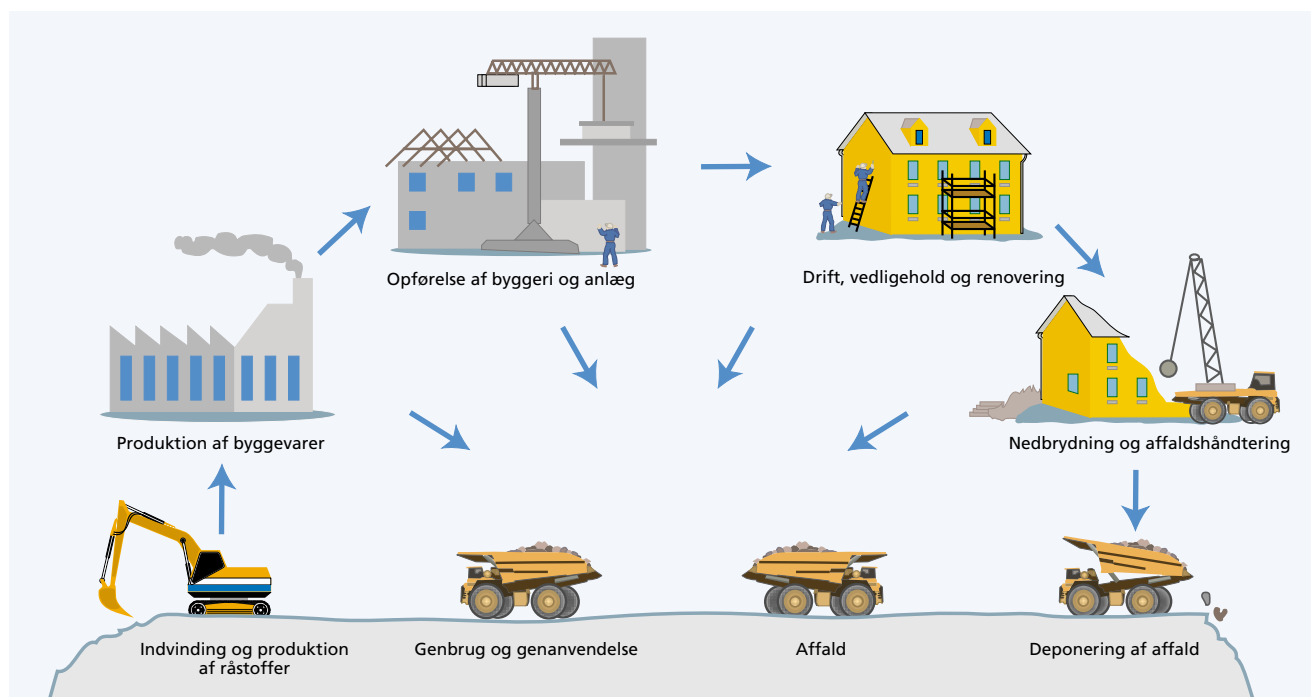 Opførelse af byggeri og anlæg
Drift, vedligehold og renovering
Produktion af byggevarer
Nedbrydning og affaldshåndtering
Indvinding og produktion
af råstoffer
Genbrug og genanvendelse
Affald
Deponering af affald